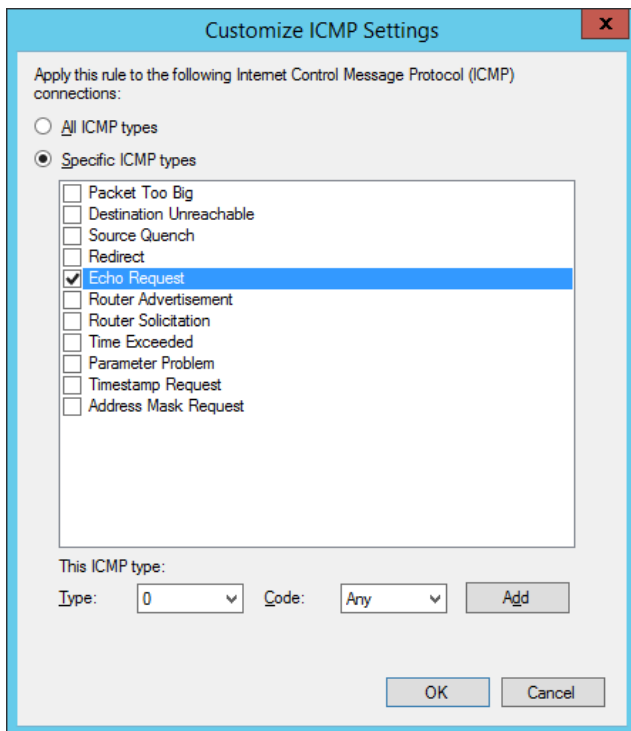 Customize ICMP Settings
x
Apply this rule to the following Internet Control Message Protocol (ICMP)
connections:
All ICMP types
Specific ICMP types
Packet Too Big
Destination Unreachable
Source Quench
Redirect
Echo Request
Router Advertisement
Router Solicitation
Time Exceeded
Parameter Problem
Timestamp Request
Address Mask Request
This ICMP type:
Type: 0 Code: Any Add
OK Cancel